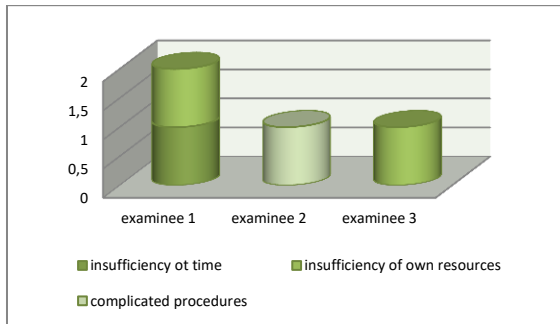 2
1,5
1
0,5
0
examinee 1 examinee 2 examinee 3
insufficiency ot time insufficiency of own resources
complicated procedures